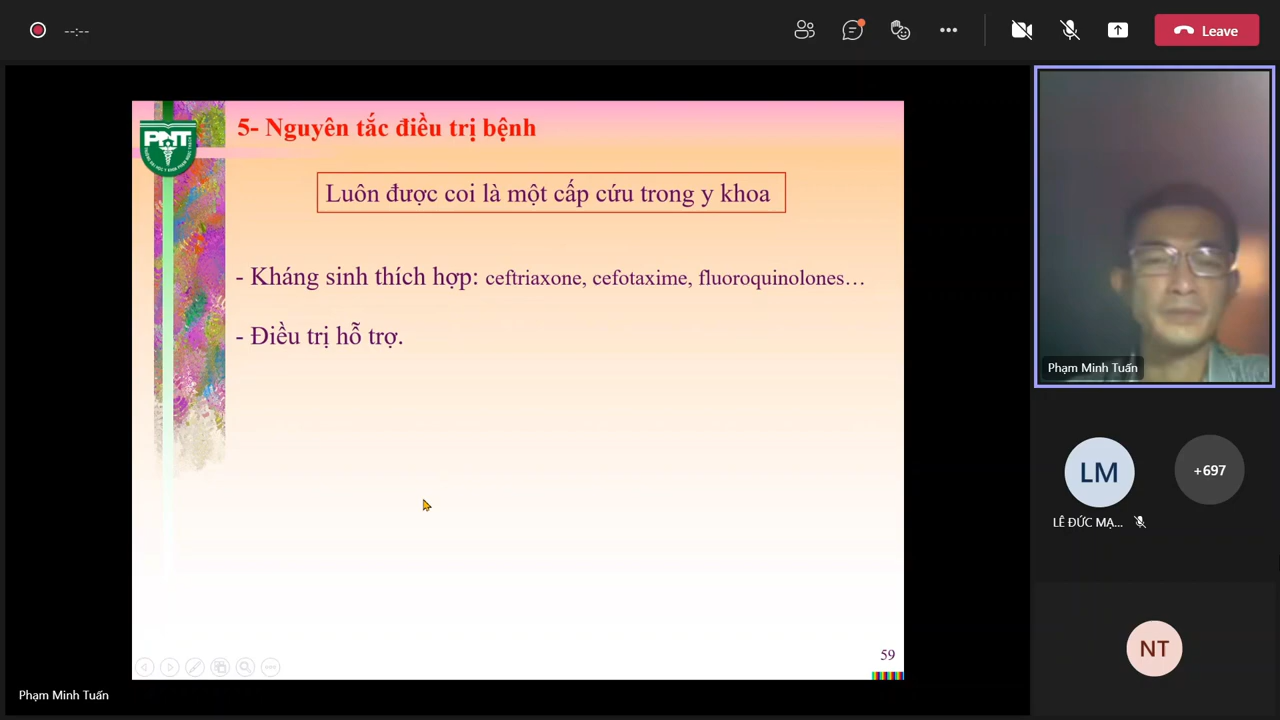 --:--
Leave
5- Nguyên tắc điều trị bệnh
PNT
Luôn được coi là một cấp cứu trong y khoa
- Kháng sinh thích hợp: ceftriaxone, cefotaxime, fluoroquinolones...
- Điều trị hỗ trợ.
59
Phạm Minh Tuấn
Phạm Minh Tuấn
LM
+697
LÊ ĐỨC MẠ...
NT